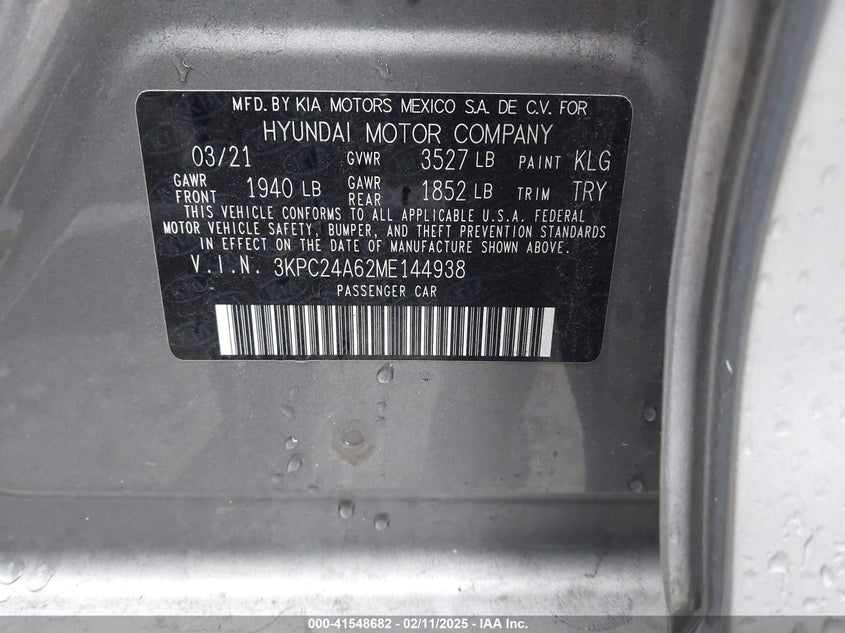 MFD. BY KIA MOTORS MEXICO S.A. DE C.V. FOR
HYUNDAI MOTOR COMPANY
03/21 GVWR 3527 LB PAINT KLG
GAWR FRONT 1940 LB GAWR REAR 1852 LB TRIM TRY
THIS VEHICLE CONFORMS TO ALL APPLICABLE U.S.A. FEDERAL
MOTOR VEHICLE SAFETY, BUMPER, AND THEFT PREVENTION STANDARDS
IN EFFECT ON THE DATE OF MANUFACTURE SHOWN ABOVE.
V.I.N. 3KPC24A62ME144938
PASSENGER CAR
000-41548682 - 02/11/2025 - IAAI Inc.